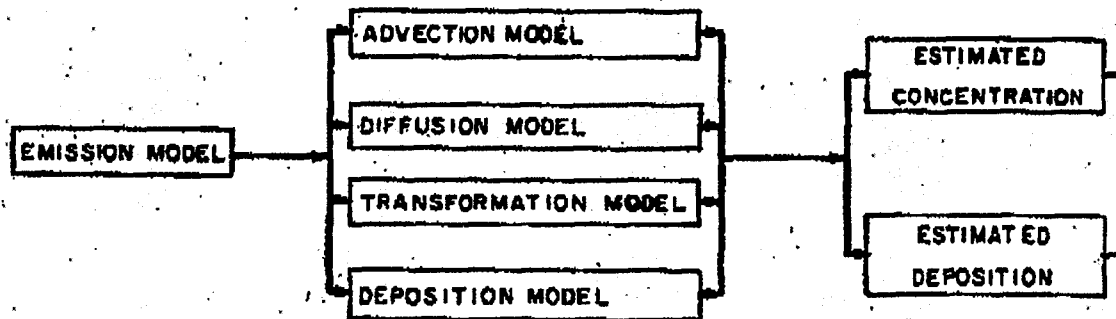 EMISSION MODEL
ADVECTION MODEL
DIFFUSION MODEL
TRANSFORMATION MODEL
DEPOSITION MODEL
ESTIMATED
CONCENTRATION
ESTIMATED
DEPOSITION